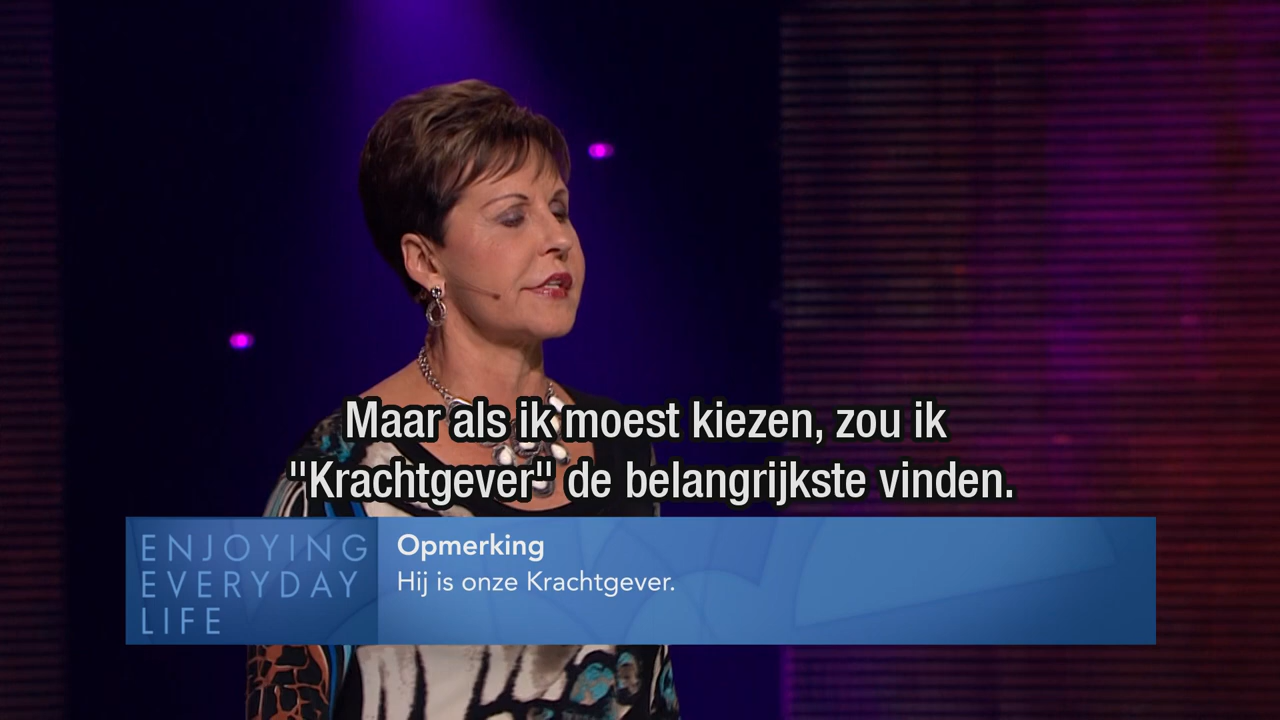 Maar als ik moest kiezen, zou ik
"Krachtgever" de belangrijkste vinden.
ENJOYING
EVERYDAY
LIFE
Opmerking
Hij is onze Krachtgever.